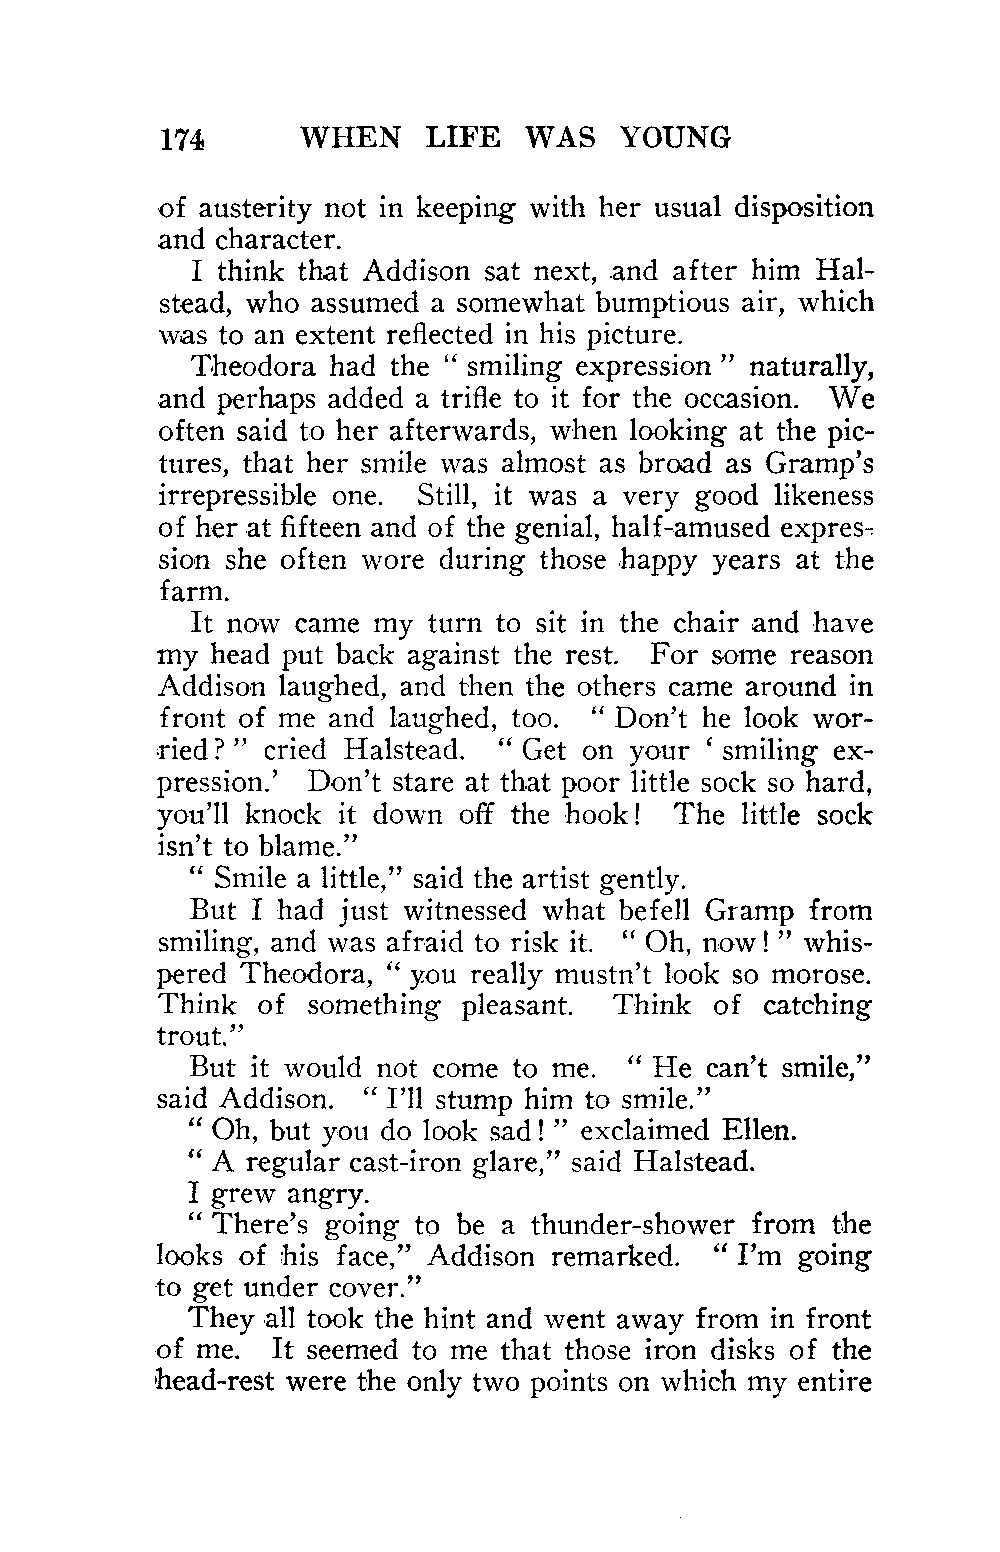 174 WHEN LIFE WAS YOUNG
of austerity not in keeping with her usual disposition
and character.
I think that Addison sat next, and after him Hal-
stead, who assumed a somewhat bumptious air, which
was to an extent reflected in his picture.
Theodora had the “ smiling expression ” naturally,
and perhaps added a trifle to it for the occasion. We
often said to her afterwards, when looking at the pic-
tures, that her smile was almost as broad as Gramp’s
irrepressible one. Still, it was a very good likeness
of her at fifteen and of the genial, half-amused expres-
sion she often wore during those happy years at the
farm.
It now came my turn to sit in the chair and have
my head put back against the rest. For some reason
Addison laughed, and then the others came around in
front of me and laughed, too. “ Don’t he look wor-
ried ? ” cried Halstead. “ Get on your ‘ smiling ex-
pression.’ Don’t stare at that poor little sock so hard,
you’ll knock it down off the hook! The little sock
isn’t to blame.”
“ Smile a little,” said the artist gently.
But I had just witnessed what befell Gramp from
smiling, and was afraid to risk it. “ Oh, now! ” whis-
pered Theodora, “ you really mustn’t look so morose.
Think of something pleasant. Think of catching
trout.”
But it would not come to me. “ He can’t smile,”
said Addison. “ I’ll stump him to smile.”
“ Oh, but you do look sad! ” exclaimed Ellen.
“ A regular cast-iron glare,” said Halstead.
I grew angry.
“ There’s going to be a thunder-shower from the
looks of his face,” Addison remarked. “ I’m going
to get under cover.”
They all took the hint and went away from in front
of me. It seemed to me that those iron disks of the
head-rest were the only two points on which my entire